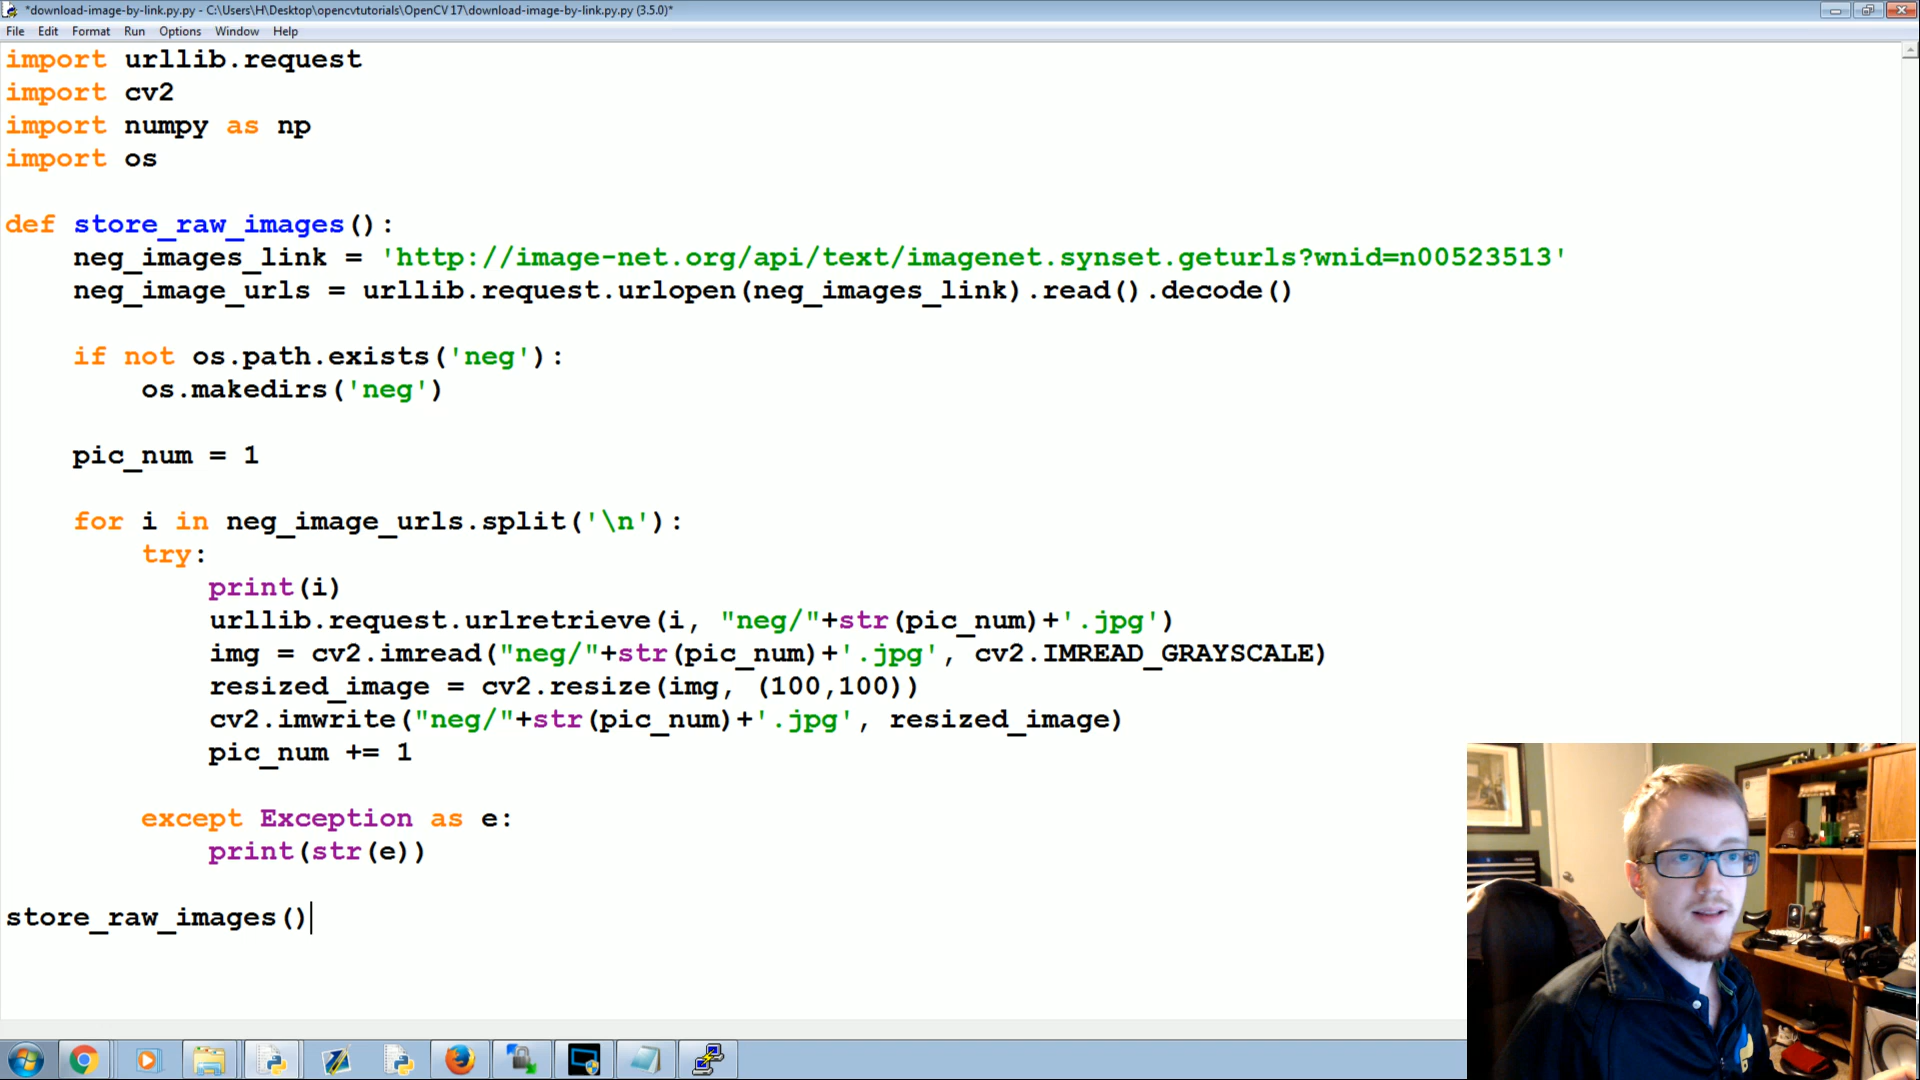 *download-image-by-link.py.py - C:\Users\H\Desktop\opencvtutorials\OpenCV 17\download-image-by-link.py.py (3.5.0)*
File Edit Format Run Options Window Help
import urllib.request
import cv2
import numpy as np
import os
def store_raw_images():
    neg_images_link = 'http://image-net.org/api/text/imagenet.synset.geturls?wnid=n00523513'
    neg_image_urls = urllib.request.urlopen(neg_images_link).read().decode()
    if not os.path.exists('neg'):
        os.makedirs('neg')
    pic_num = 1
    for i in neg_image_urls.split('\n'):
        try:
            print(i)
            urllib.request.urlretrieve(i, "neg/"+str(pic_num)+'.jpg')
            img = cv2.imread("neg/"+str(pic_num)+'.jpg', cv2.IMREAD_GRAYSCALE)
            resized_image = cv2.resize(img, (100,100))
            cv2.imwrite("neg/"+str(pic_num)+'.jpg', resized_image)
            pic_num += 1
        except Exception as e:
            print(str(e))
store_raw_images()